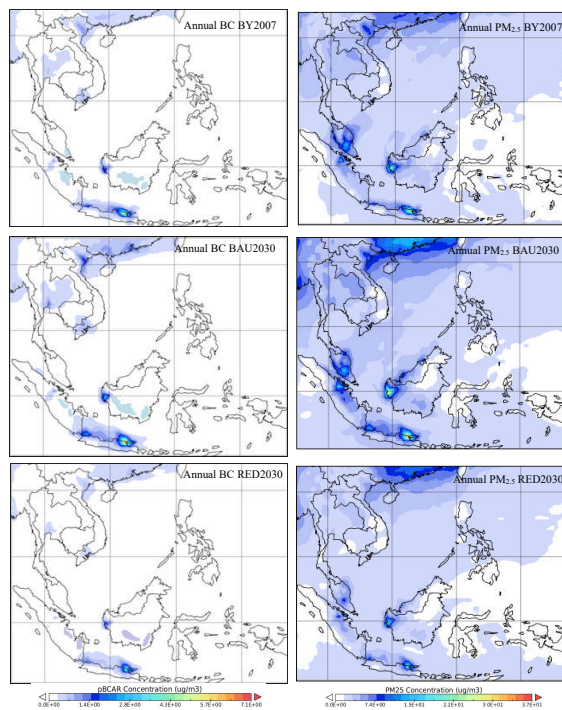 Annual BC BY2007
Annual PM2.5 BY2007
Annual BC BAU2030
Annual PM2.5 BAU2030
Annual BC RED2030
Annual PM2.5 RED2030
pBCAR Concentration (ug/m3)
0.0E+00 1.4E+00 2.8E+00 4.3E+00 5.7E+00 7.1E+00
PM25 Concentration (ug/m3)
0.0E+00 7.4E+00 1.5E+01 2.2E+01 3.0E+01 3.7E+01